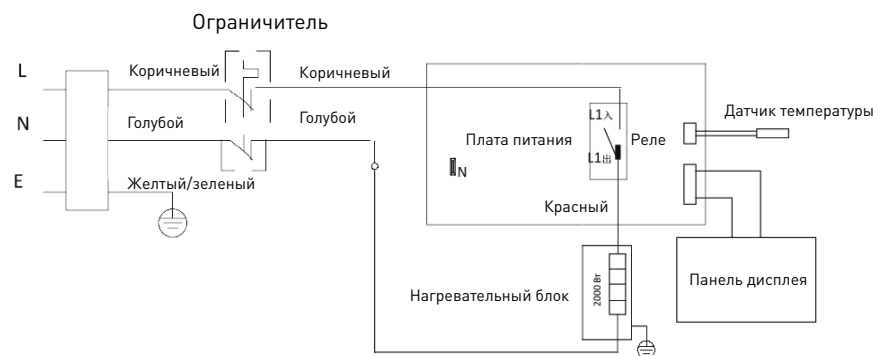 Ограничитель
L
Коричневый
Коричневый
N
Голубой
Голубой
E
Желтый/зеленый
Плата питания
L1入
Реле
L1出
N
Датчик температуры
Красный
Нагревательный блок
2000 Вт
Панель дисплея